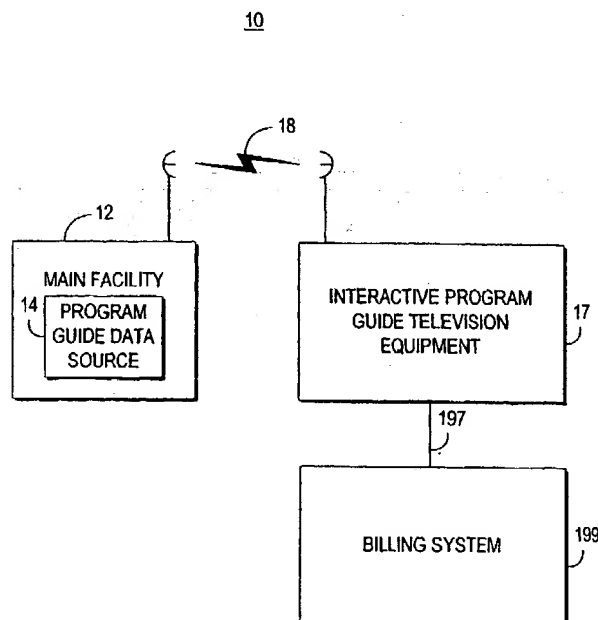 10
18
12
MAIN FACILITY
14
PROGRAM
GUIDE DATA
SOURCE
INTERACTIVE PROGRAM
GUIDE TELEVISION
EQUIPMENT
17
197
BILLING SYSTEM
199